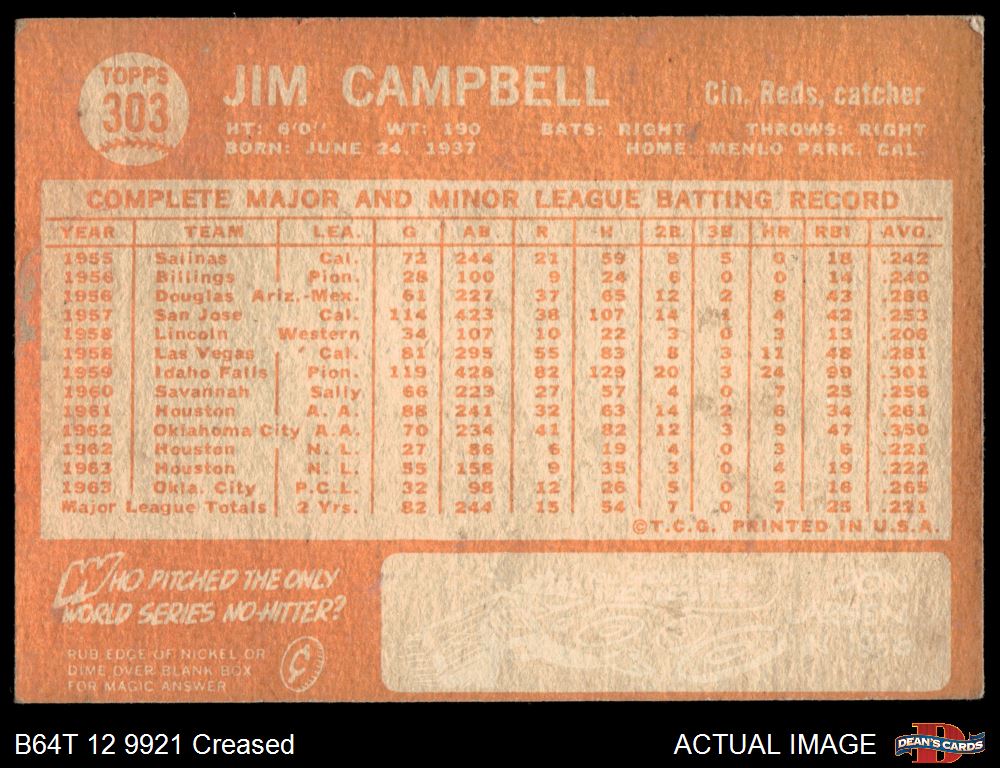 TOPPS
303
JIM CAMPBELL
Cin. Reds, catcher
HT: 6'0" WT: 190 BATS: RIGHT THROWS: RIGHT
BORN: JUNE 24, 1937 HOME: MENLO PARK, CAL.
COMPLETE MAJOR AND MINOR LEAGUE BATTING RECORD
YEAR TEAM LEA. G AB. R H 2B 3B HR RBI AVG.
1955 Salinas Cal. 72 244 21 59 8 5 0 18 .242
1956 Billings Pion. 28 100 9 24 6 0 0 14 .240
1956 Douglas Ariz.-Mex. 61 227 37 65 12 2 8 43 .286
1957 San Jose Cal. 114 423 38 107 14 1 4 42 .253
1958 Lincoln Western 34 107 10 22 3 0 3 13 .206
1958 Las Vegas Cal. 81 295 55 83 8 3 11 48 .281
1959 Idaho Falls Pion. 119 428 82 129 20 3 24 99 .301
1960 Savannah Sally 66 223 27 57 4 0 7 25 .256
1961 Houston A. A. 88 241 32 63 14 2 6 34 .261
1962 Oklahoma City A.A. 70 234 41 82 12 3 9 47 .350
1962 Houston N. L. 27 86 6 19 4 0 3 6 .221
1963 Houston N. L. 55 158 9 35 3 0 4 19 .222
1963 Okla. City P.C.L. 32 98 12 26 5 0 2 16 .265
Major League Totals 2 Yrs. 82 244 15 54 7 0 7 25 .221
©T.C.G. PRINTED IN U.S.A.
WHO PITCHED THE ONLY
WORLD SERIES NO-HITTER?
RUB EDGE OF NICKEL OR
DIME OVER BLANK BOX
FOR MAGIC ANSWER
B64T 12 9921 Creased
ACTUAL IMAGE
DEAN'S CARDS